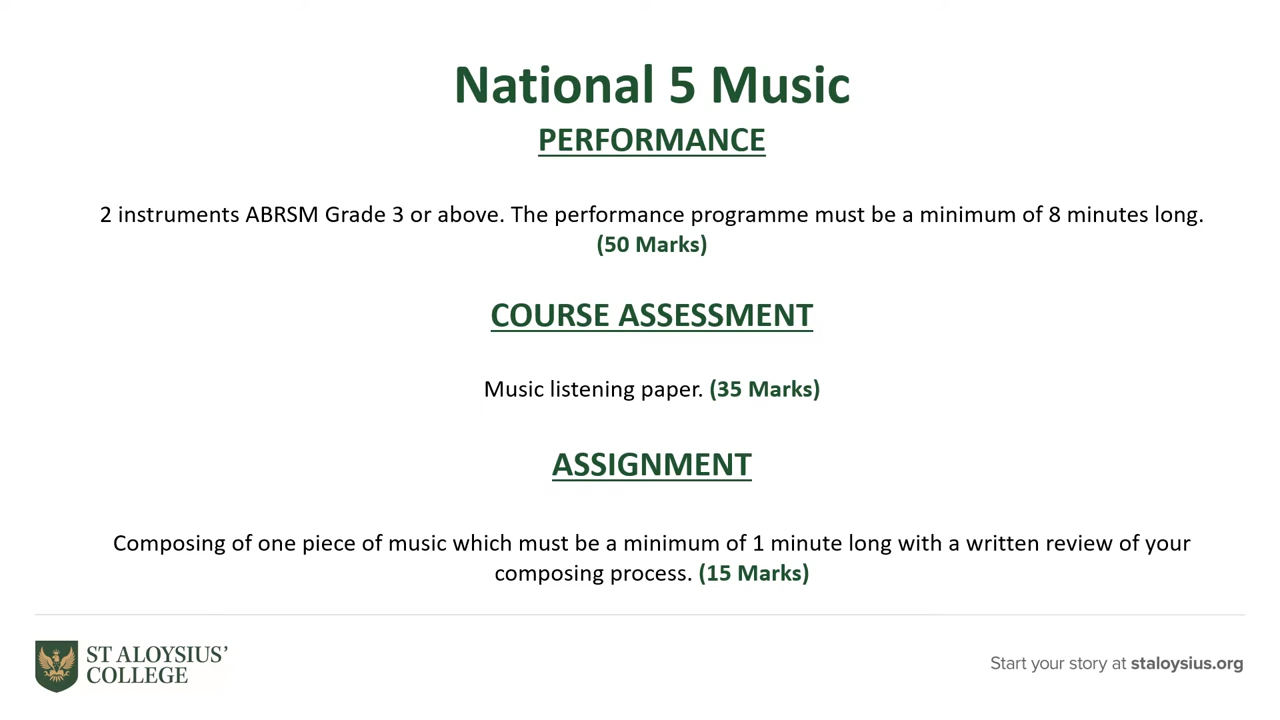 National 5 Music
PERFORMANCE
2 instruments ABRSM Grade 3 or above. The performance programme must be a minimum of 8 minutes long.
(50 Marks)
COURSE ASSESSMENT
Music listening paper. (35 Marks)
ASSIGNMENT
Composing of one piece of music which must be a minimum of 1 minute long with a written review of your
composing process. (15 Marks)
ST ALOYSIUS’
COLLEGE
Start your story at staloysius.org